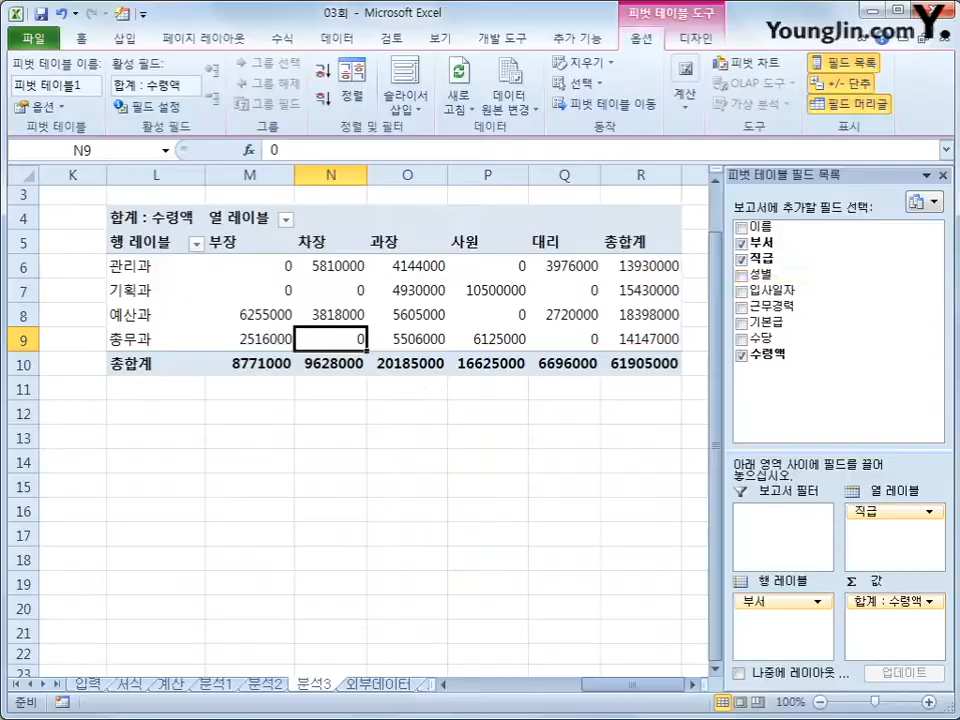 03회 - Microsoft Excel
피벗 테이블 도구
YoungJin.com Y.
파일 홈 삽입 페이지 레이아웃 수식 데이터 검토 보기 개발 도구 추가 기능 옵션 디자인
피벗 테이블 이름: 활성 필드: 그룹 선택 지우기 피벗 차트 필드 목록
피벗 테이블1 합계 : 수령액 그룹 해제 정렬 슬라이서 삽입 새로 고침 데이터 원본 변경 선택 계산 OLAP 도구 +/- 단추
옵션 필드 설정 그룹 필드 피벗 테이블 이동 가상 분석 필드 머리글
피벗 테이블 활성 필드 그룹 정렬 및 필터 데이터 동작 도구 표시
N9 fx 0
K L M N O P Q R
3
4 합계 : 수령액 열 레이블
5 행 레이블 부장 차장 과장 사원 대리 총합계
6 관리과 0 5810000 4144000 0 3976000 13930000
7 기획과 0 0 4930000 10500000 0 15430000
8 예산과 6255000 3818000 5605000 0 2720000 18398000
9 총무과 2516000 0 5506000 6125000 0 14147000
10 총합계 8771000 9628000 20185000 16625000 6696000 61905000
11
12
13
14
15
16
17
18
19
20
21
22
23
피벗 테이블 필드 목록
보고서에 추가할 필드 선택:
이름
부서
직급
성별
입사일자
근무경력
기본급
수당
수령액
아래 영역 사이에 필드를 끌어
놓으십시오.
보고서 필터 열 레이블
직급
행 레이블 Σ 값
부서 합계 : 수령액
나중에 레이아웃 ... 업데이트
입력 서식 계산 분석1 분석2 분석3 외부데이터
준비 100%